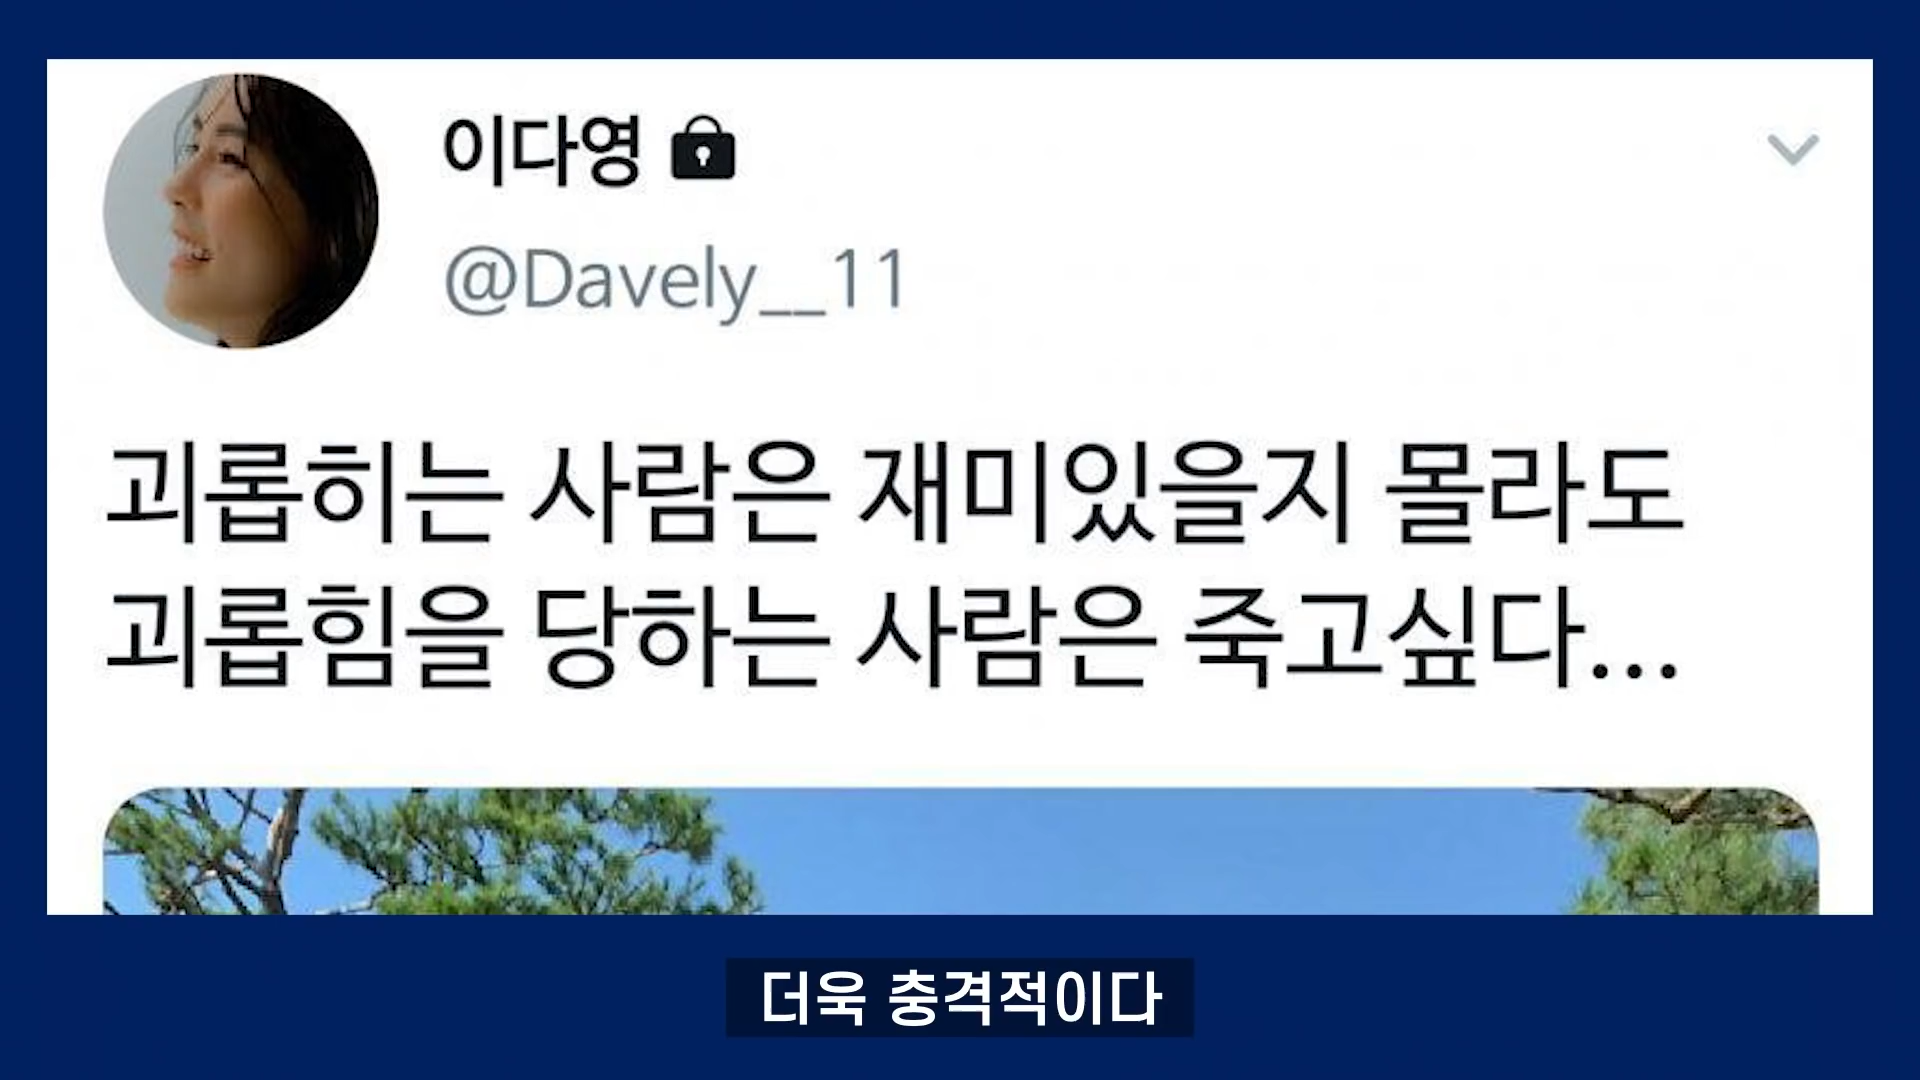 이다영
@Davely__11
괴롭히는 사람은 재미있을지 몰라도
괴롭힘을 당하는 사람은 죽고싶다...
더욱 충격적이다